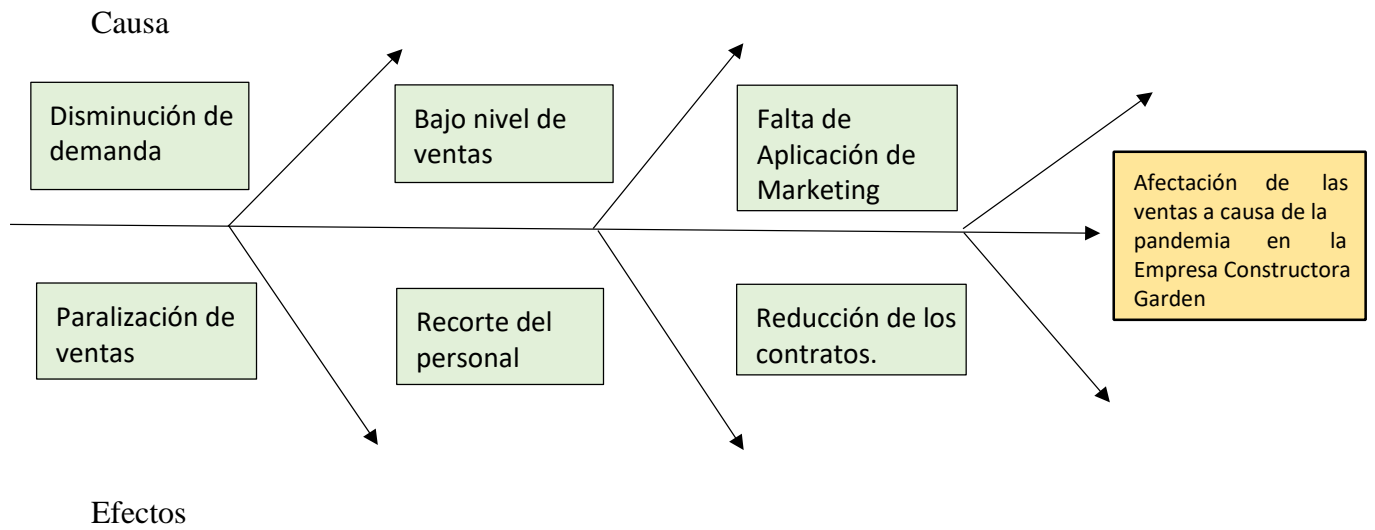 Causa
Disminución de
demanda
Bajo nivel de
ventas
Falta de
Aplicación de
Marketing
Afectación de las
ventas a causa de la
pandemia en la
Empresa Constructora
Garden
Paralización de
ventas
Recorte del
personal
Reducción de los
contratos.
Efectos